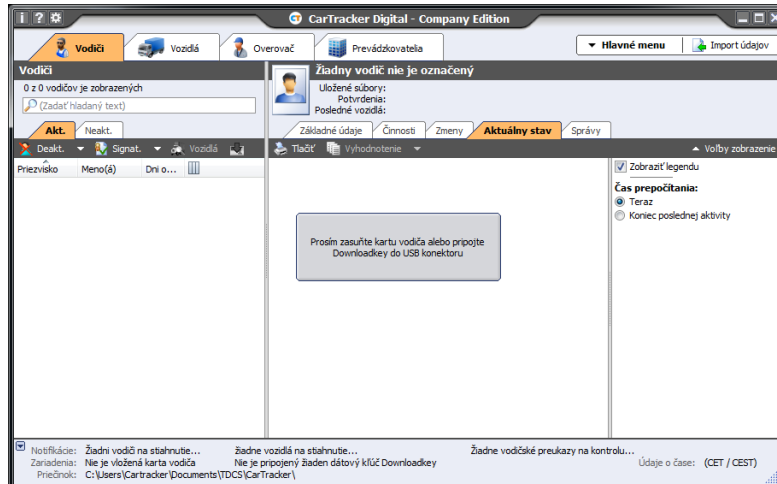 CarTracker Digital - Company Edition
Vodiči
Vozidlá
Overovač
Prevádzkovatelia
Hlavné menu
Import údajov
Vodiči
0 z 0 vodičov je zobrazených
(Zadať hladaný text)
Akt.
Neakt.
Deakt.
Signat.
Vozidlá
Priezvisko
Meno(á)
Dni o...
Žiadny vodič nie je označený
Uložené súbory:
Potvrdenia:
Posledné vozidlá:
Základné údaje
Činnosti
Zmeny
Aktuálny stav
Správy
Tlačiť
Vyhodnotenie
Voľby zobrazenie
Prosím zasuňte kartu vodiča alebo pripojte
Downloadkey do USB konektoru
Zobraziť legendu
Čas prepočítania:
Teraz
Koniec poslednej aktivity
Notifikácie: Žiadni vodiči na stiahnutie... žiadne vozidlá na stiahnutie... Žiadne vodičské preukazy na kontrolu...
Zariadenia: Nie je vložená karta vodiča Nie je pripojený žiaden dátový kľúč Downloadkey Údaje o čase: (CET / CEST)
Priečinok: C:\Users\Cartracker\Documents\TDCS\CarTracker\